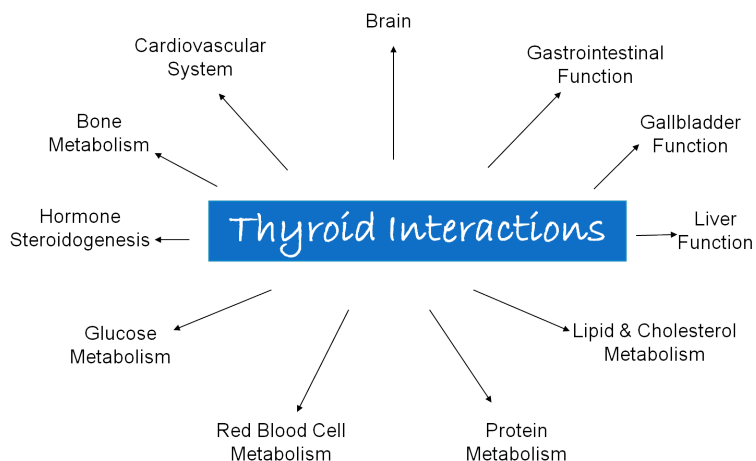 Brain
Cardiovascular
System
Gastrointestinal
Function
Bone
Metabolism
Gallbladder
Function
Thyroid Interactions
Hormone
Steroidogenesis
Liver
Function
Glucose
Metabolism
Lipid & Cholesterol
Metabolism
Red Blood Cell
Metabolism
Protein
Metabolism